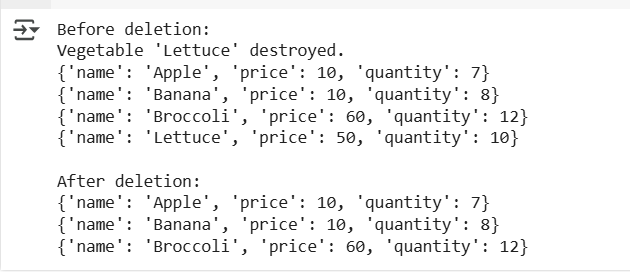 Before deletion:
Vegetable 'Lettuce' destroyed.
{'name': 'Apple', 'price': 10, 'quantity': 7}
{'name': 'Banana', 'price': 10, 'quantity': 8}
{'name': 'Broccoli', 'price': 60, 'quantity': 12}
{'name': 'Lettuce', 'price': 50, 'quantity': 10}

After deletion:
{'name': 'Apple', 'price': 10, 'quantity': 7}
{'name': 'Banana', 'price': 10, 'quantity': 8}
{'name': 'Broccoli', 'price': 60, 'quantity': 12}